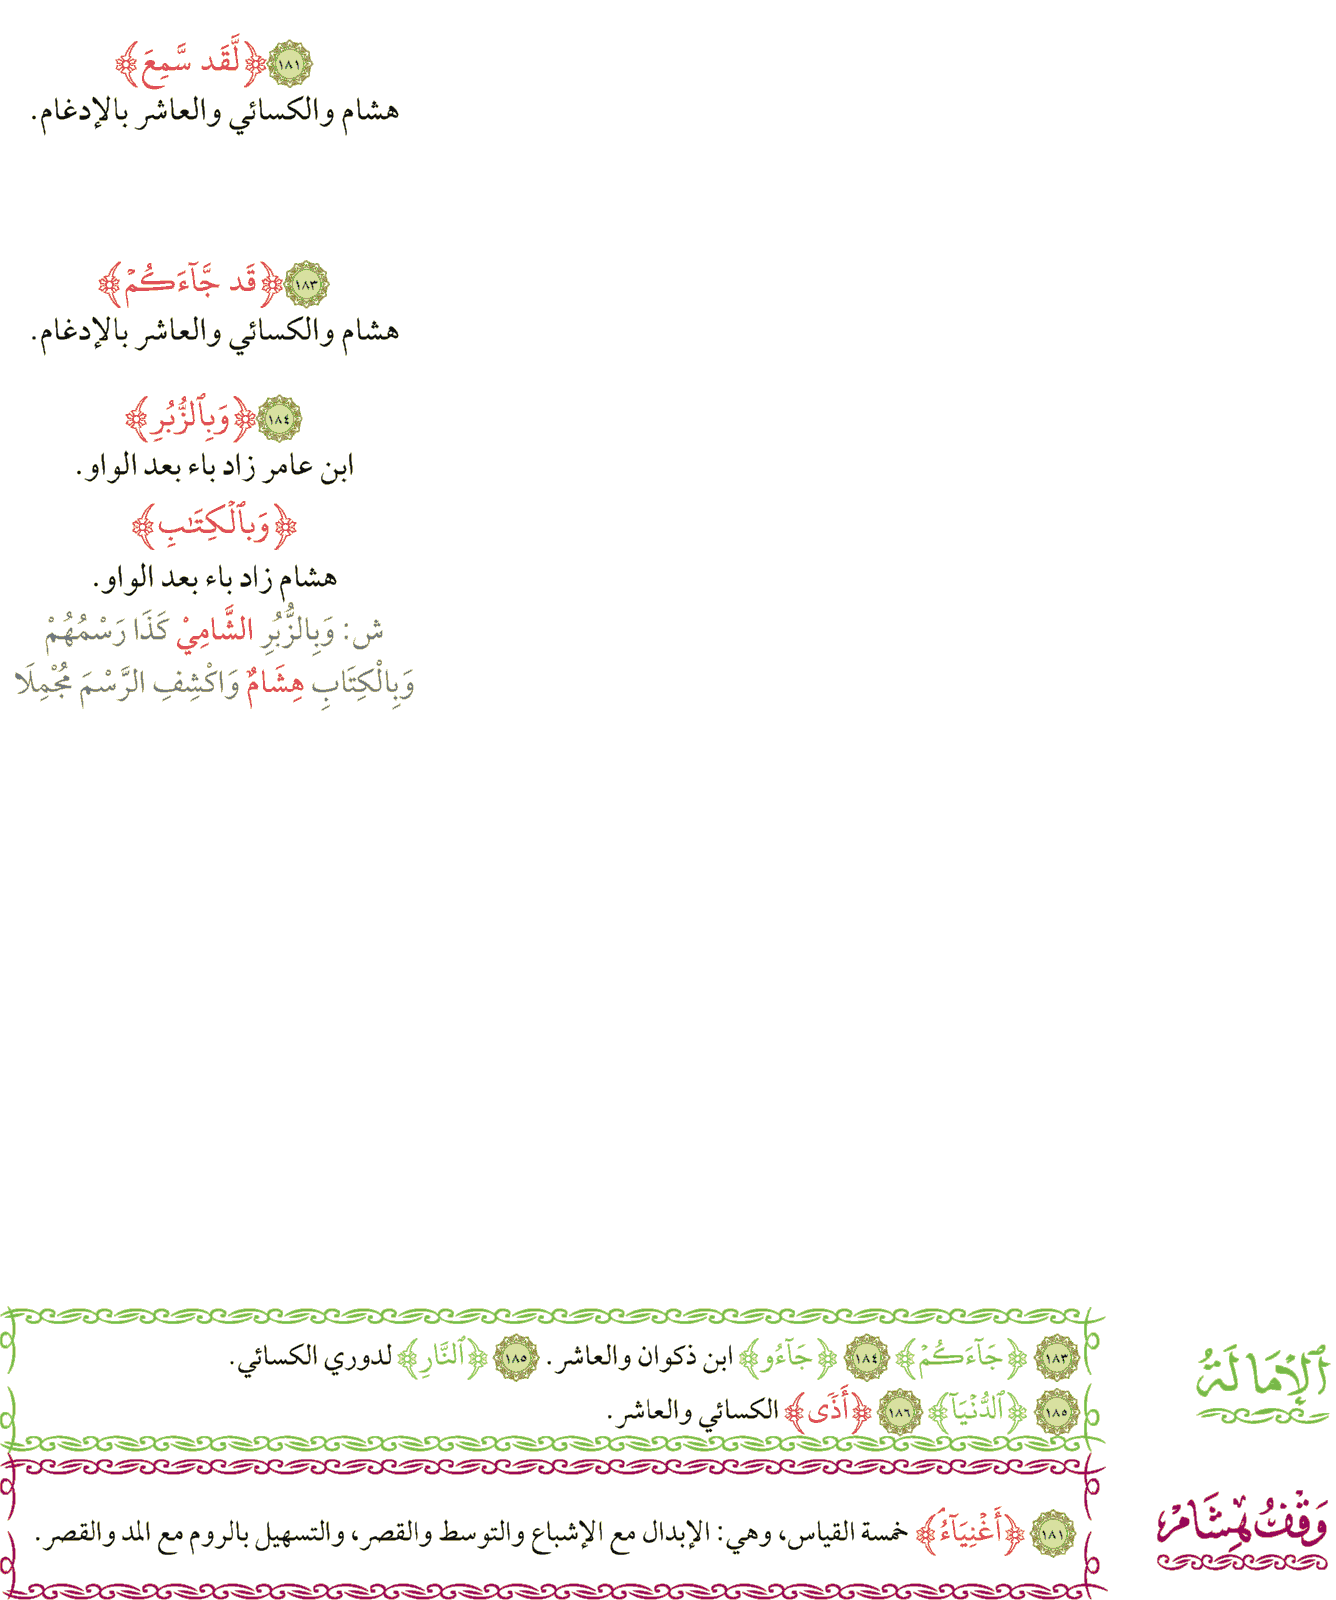 ١٨١ ﴿لَّقَد سَّمِعَ﴾
هشام والكسائي والعاشر بالإدغام.
١٨٣ ﴿قَد جَّآءَكُمۡ﴾
هشام والكسائي والعاشر بالإدغام.
١٨٤ ﴿وَبِٱلزُّبُرِ﴾
ابن عامر زاد باء بعد الواو.
﴿وَبِٱلۡكِتَٰبِ﴾
هشام زاد باء بعد الواو.
ش: وَبِالزُّبُرِ الشَّامِيْ كَذَا رَسْمُهُمْ
وَبِالْكِتَابِ هِشَامٌ وَاكْشِفِ الرَّسْمَ مُجْمِلَا
ٱلْإِمَالَةُ
١٨٣ ﴿جَآءَكُمۡ﴾ ١٨٤ ﴿جَآءُو﴾ ابن ذكوان والعاشر. ١٨٥ ﴿ٱلنَّارِ﴾ لدوري الكسائي.
١٨٥ ﴿ٱلدُّنۡيَآ﴾ ١٨٦ ﴿أَذٗى﴾ الكسائي والعاشر.
وَقْفُ هِشَامٍ
١٨١ ﴿أَغۡنِيَآءُۘ﴾ خمسة القياس، وهي: الإبدال مع الإشباع والتوسط والقصر، والتسهيل بالروم مع المد والقصر.